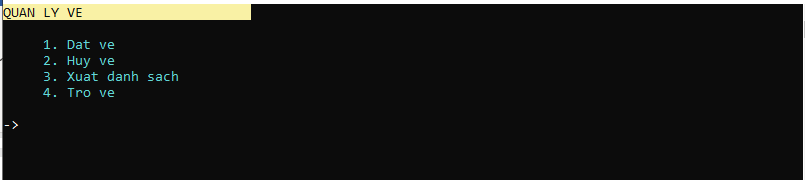 QUAN LY VE
1. Dat ve
2. Huy ve
3. Xuat danh sach
4. Tro ve
->